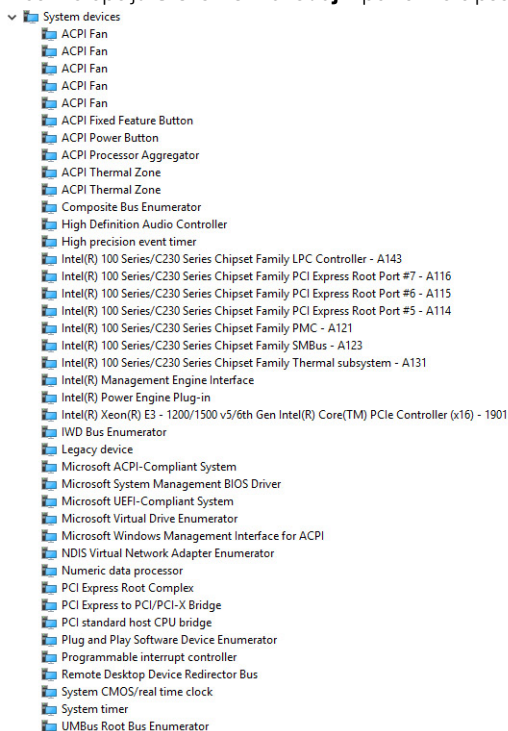 System devices
ACPI Fan
ACPI Fan
ACPI Fan
ACPI Fan
ACPI Fan
ACPI Fixed Feature Button
ACPI Power Button
ACPI Processor Aggregator
ACPI Thermal Zone
ACPI Thermal Zone
Composite Bus Enumerator
High Definition Audio Controller
High precision event timer
Intel(R) 100 Series/C230 Series Chipset Family LPC Controller - A143
Intel(R) 100 Series/C230 Series Chipset Family PCI Express Root Port #7 - A116
Intel(R) 100 Series/C230 Series Chipset Family PCI Express Root Port #6 - A115
Intel(R) 100 Series/C230 Series Chipset Family PCI Express Root Port #5 - A114
Intel(R) 100 Series/C230 Series Chipset Family PMC - A121
Intel(R) 100 Series/C230 Series Chipset Family SMBus - A123
Intel(R) 100 Series/C230 Series Chipset Family Thermal subsystem - A131
Intel(R) Management Engine Interface
Intel(R) Power Engine Plug-in
Intel(R) Xeon(R) E3 - 1200/1500 v5/6th Gen Intel(R) Core(TM) PCIe Controller (x16) - 1901
IWD Bus Enumerator
Legacy device
Microsoft ACPI-Compliant System
Microsoft System Management BIOS Driver
Microsoft UEFI-Compliant System
Microsoft Virtual Drive Enumerator
Microsoft Windows Management Interface for ACPI
NDIS Virtual Network Adapter Enumerator
Numeric data processor
PCI Express Root Complex
PCI Express to PCI/PCI-X Bridge
PCI standard host CPU bridge
Plug and Play Software Device Enumerator
Programmable interrupt controller
Remote Desktop Device Redirector Bus
System CMOS/real time clock
System timer
UMBus Root Bus Enumerator